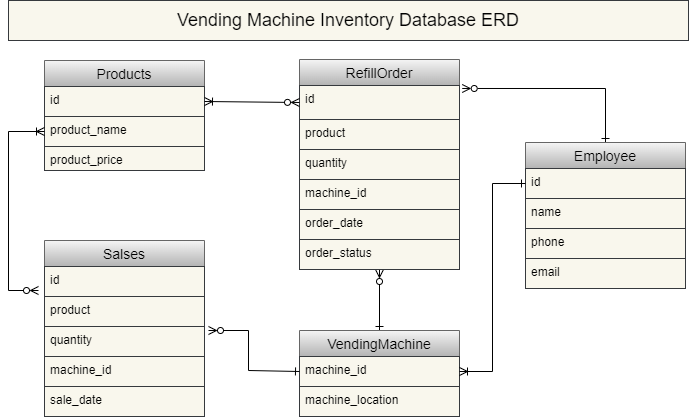 Vending Machine Inventory Database ERD
Products
id
product_name
product_price
RefillOrder
id
product
quantity
machine_id
order_date
order_status
Employee
id
name
phone
email
Salses
id
product
quantity
machine_id
sale_date
VendingMachine
machine_id
machine_location